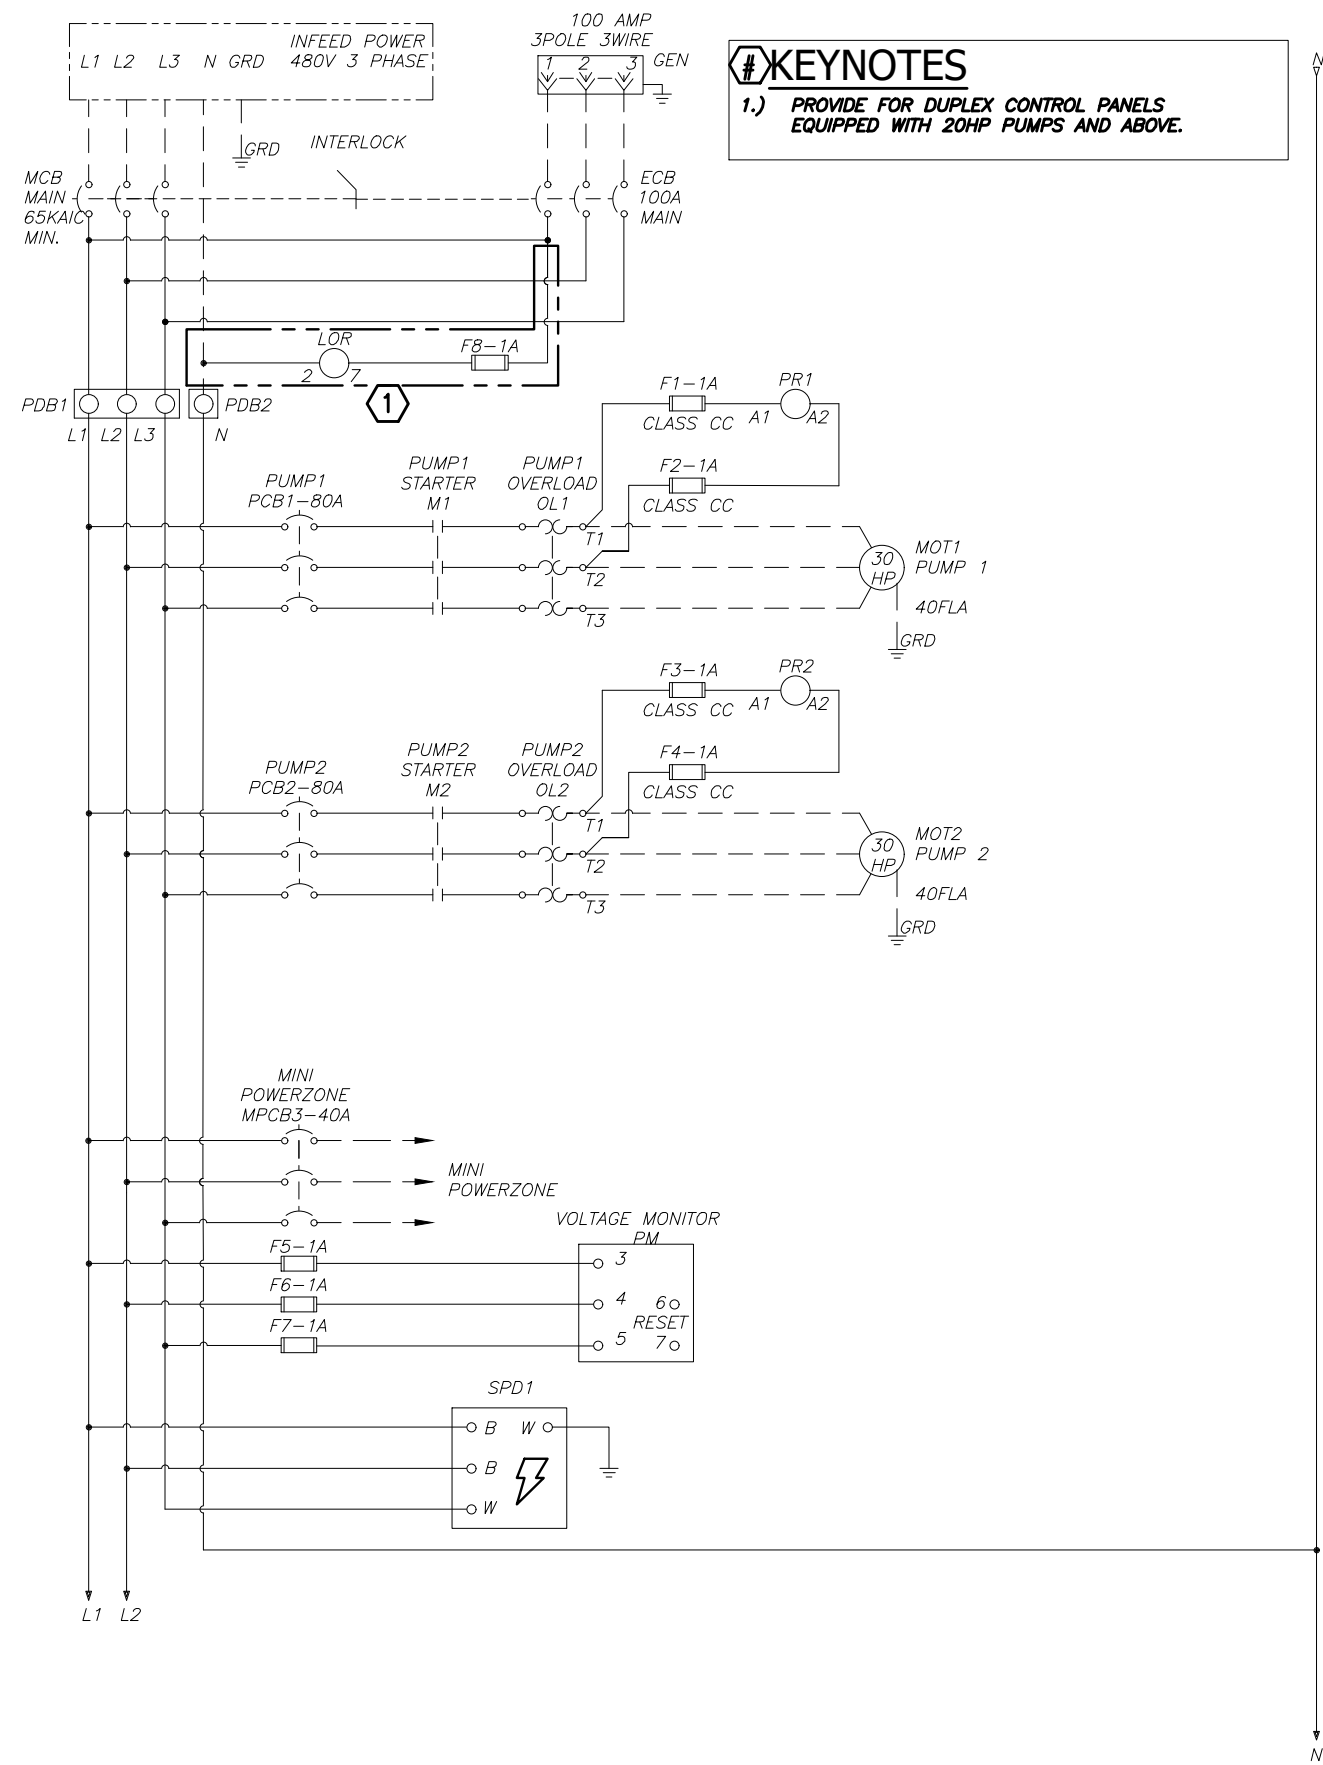 100 AMP
3POLE 3WIRE
GEN
1 2 3
INFEED POWER
480V 3 PHASE
L1 L2 L3 N GRD
# KEYNOTES
1.) PROVIDE FOR DUPLEX CONTROL PANELS
EQUIPPED WITH 20HP PUMPS AND ABOVE.
N
GRD
INTERLOCK
MCB
MAIN
65KAIC
MIN.
ECB
100A
MAIN
LOR
2 7
F8-1A
1
PDB1
PDB2
L1 L2 L3 N
F1-1A
CLASS CC
PR1
A1 A2
F2-1A
CLASS CC
PUMP1
PCB1-80A
PUMP1
STARTER
M1
PUMP1
OVERLOAD
OL1
T1
T2
T3
30
HP
MOT1
PUMP 1
40FLA
GRD
F3-1A
CLASS CC
PR2
A1 A2
F4-1A
CLASS CC
PUMP2
PCB2-80A
PUMP2
STARTER
M2
PUMP2
OVERLOAD
OL2
T1
T2
T3
30
HP
MOT2
PUMP 2
40FLA
GRD
MINI
POWERZONE
MPCB3-40A
MINI
POWERZONE
VOLTAGE MONITOR
PM
F5-1A
3
F6-1A
4 6
RESET
F7-1A
5 7
SPD1
B W
B
W
L1 L2
N